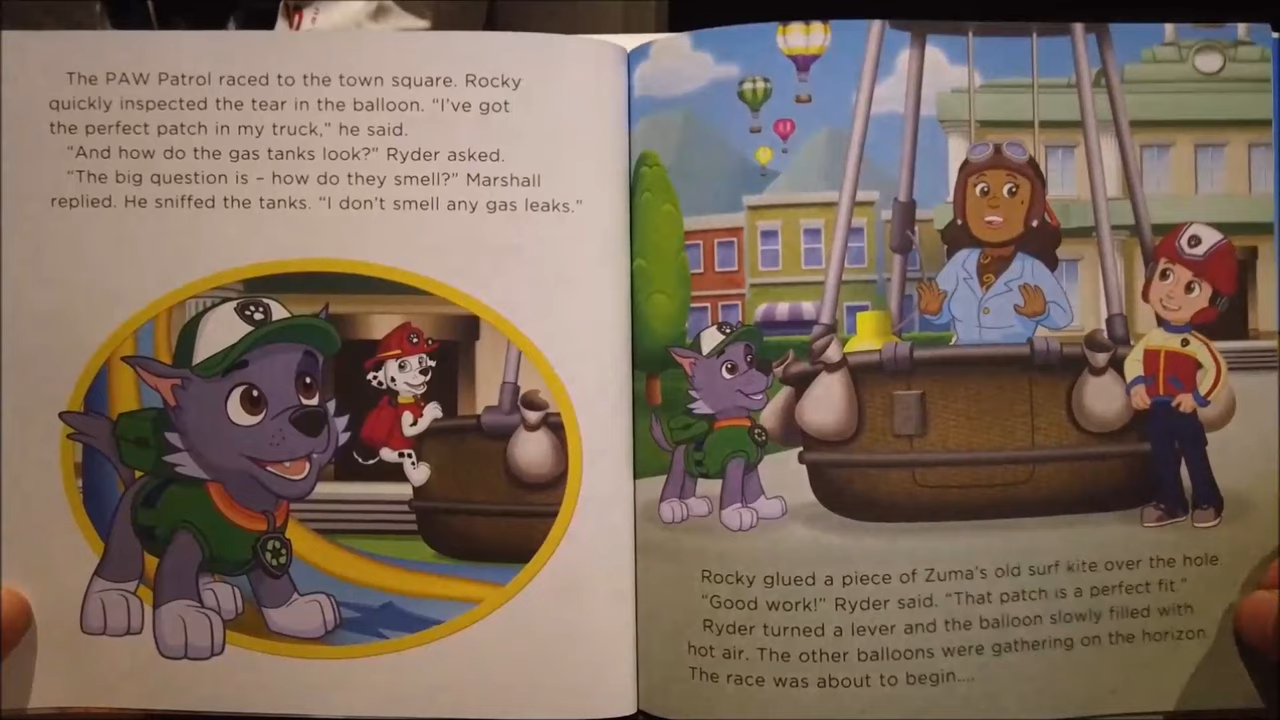 The PAW Patrol raced to the town square. Rocky
quickly inspected the tear in the balloon. "I've got
the perfect patch in my truck," he said.
"And how do the gas tanks look?" Ryder asked.
"The big question is – how do they smell?" Marshall
replied. He sniffed the tanks. "I don't smell any gas leaks."
Rocky glued a piece of Zuma's old surf kite over the hole.
"Good work!" Ryder said. "That patch is a perfect fit."
Ryder turned a lever and the balloon slowly filled with
hot air. The other balloons were gathering on the horizon.
The race was about to begin....